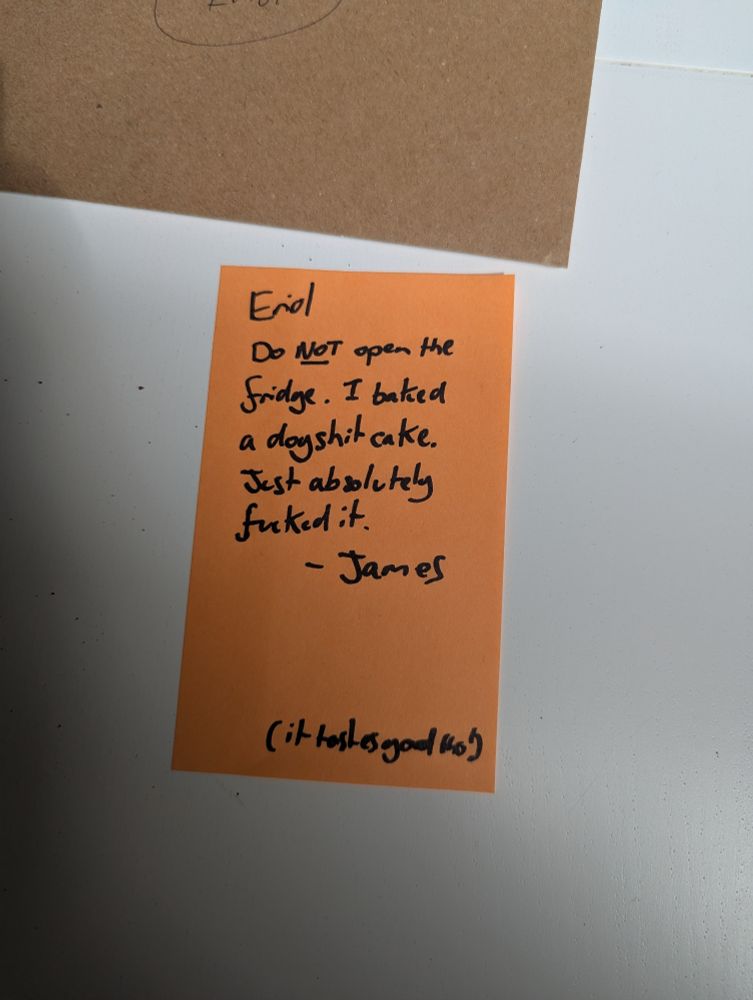 Eriol
Do NOT open the
fridge. I baked
a dogshit cake.
Just absolutely
fucked it.
- James
(it tastes good tho!)